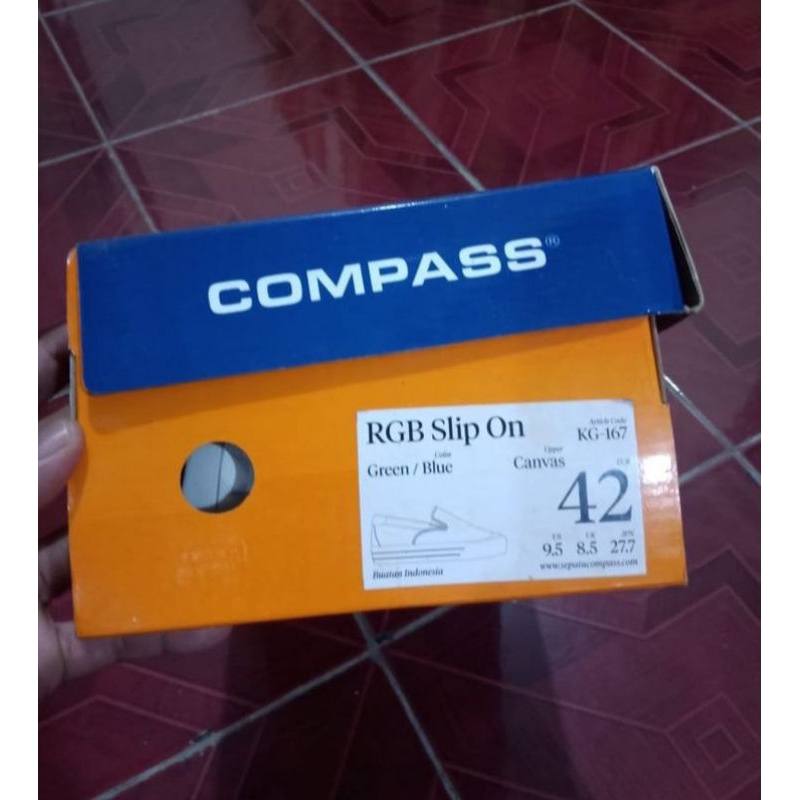 COMPASS®
RGB Slip On
Article Code
KG-167
Color
Green / Blue
Upper
Canvas
EUR
42
US UK JPN
9.5 8.5 27.7
www.sepatucompass.com
Buatan Indonesia